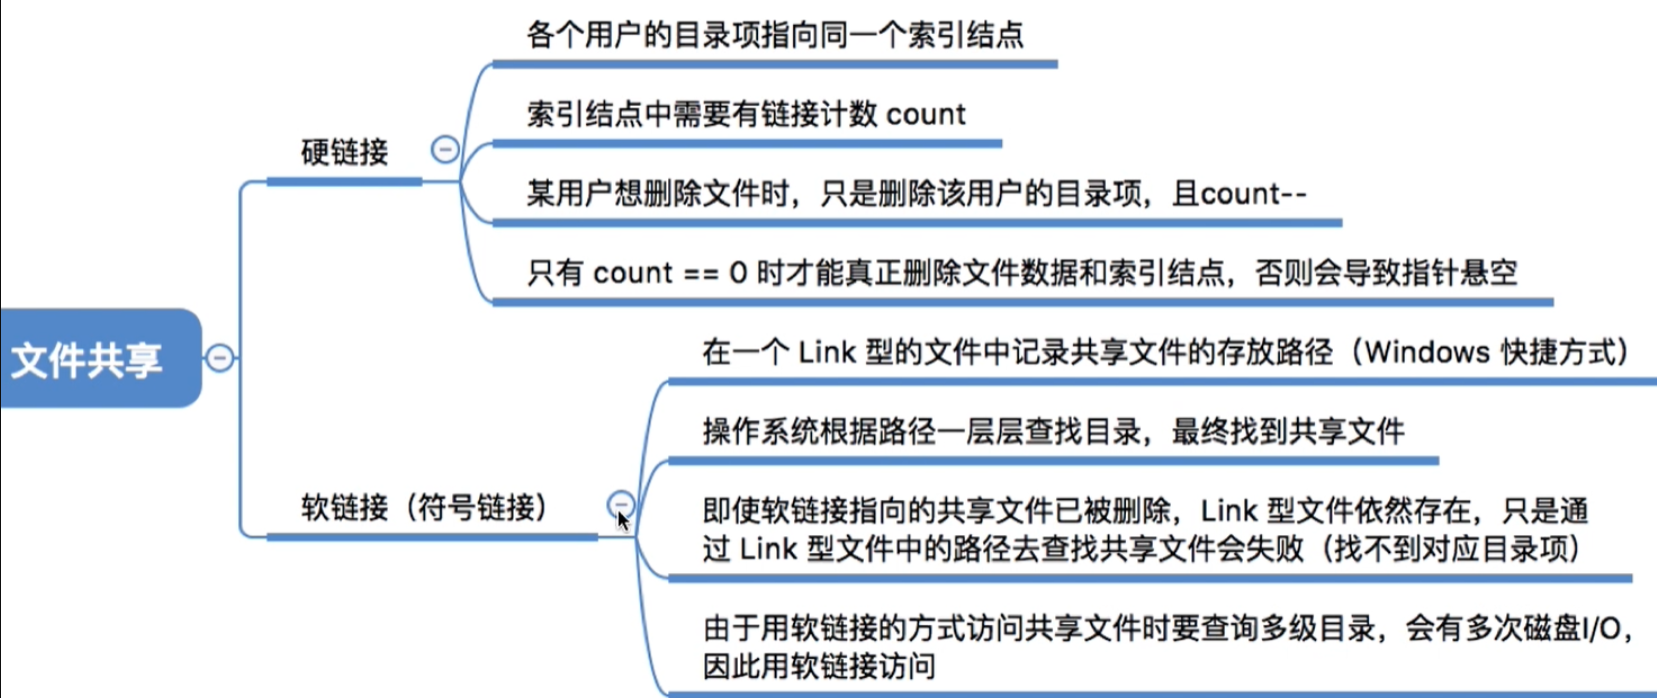 各个用户的目录项指向同一个索引结点
索引结点中需要有链接计数 count
硬链接
某用户想删除文件时，只是删除该用户的目录项，且count--
只有 count == 0 时才能真正删除文件数据和索引结点，否则会导致指针悬空
文件共享
在一个 Link 型的文件中记录共享文件的存放路径（Windows 快捷方式）
操作系统根据路径一层层查找目录，最终找到共享文件
软链接（符号链接）
即使软链接指向的共享文件已被删除，Link 型文件依然存在，只是通
过 Link 型文件中的路径去查找共享文件会失败（找不到对应目录项）
由于用软链接的方式访问共享文件时要查询多级目录，会有多次磁盘I/O，
因此用软链接访问